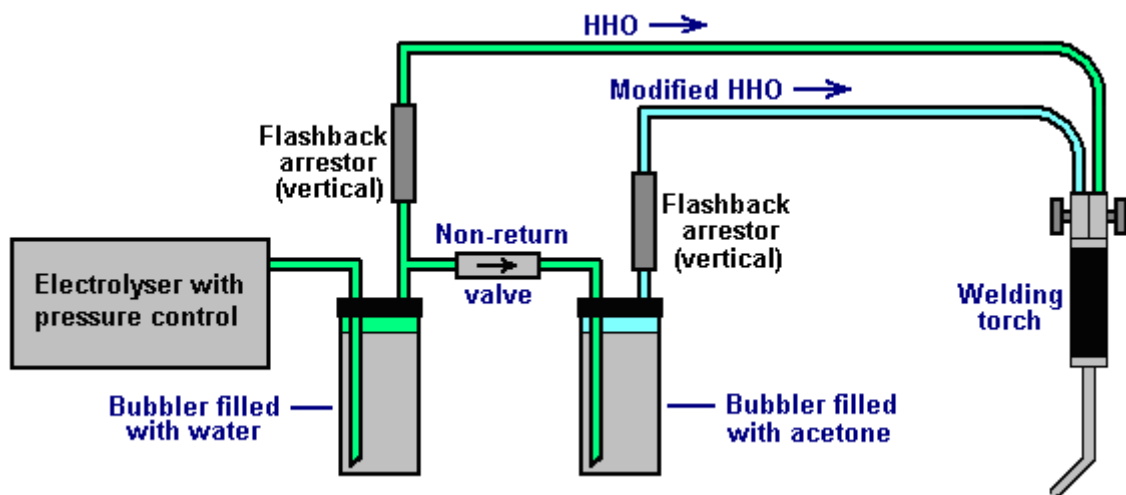 HHO
Modified HHO
Flashback
arrestor
(vertical)
Flashback
arrestor
(vertical)
Non-return
valve
Electrolyser with
pressure control
Welding
torch
Bubbler filled
with water
Bubbler filled
with acetone